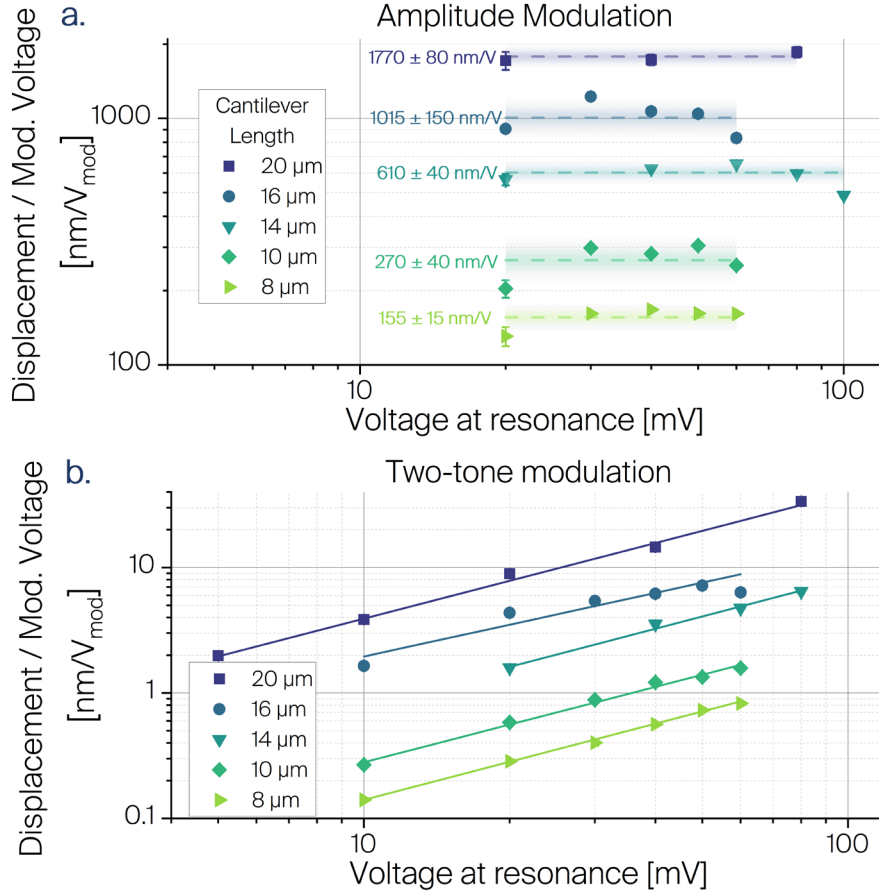 a.
Amplitude Modulation
Displacement / Mod. Voltage
[nm/Vmod]
1000
100
1770 ± 80 nm/V
1015 ± 150 nm/V
610 ± 40 nm/V
270 ± 40 nm/V
155 ± 15 nm/V
Cantilever
Length
20 µm
16 µm
14 µm
10 µm
8 µm
10
100
Voltage at resonance [mV]
b.
Two-tone modulation
Displacement / Mod. Voltage
[nm/Vmod]
10
1
0.1
20 µm
16 µm
14 µm
10 µm
8 µm
10
100
Voltage at resonance [mV]